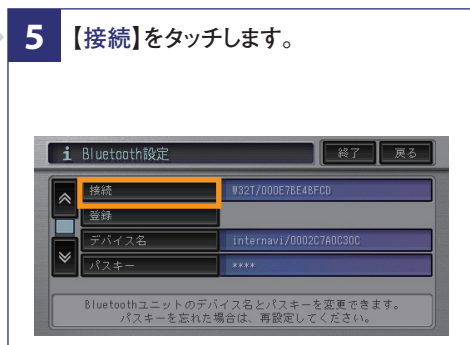 5 【接続】をタッチします。
i Bluetooth設定 終了 戻る
接続 W32T/000E7BE4BFCD
登録
デバイス名 internavi/0002C7A0C30C
パスキー ****
Bluetoothユニットのデバイス名とパスキーを変更できます。
パスキーを忘れた場合は、再設定してください。